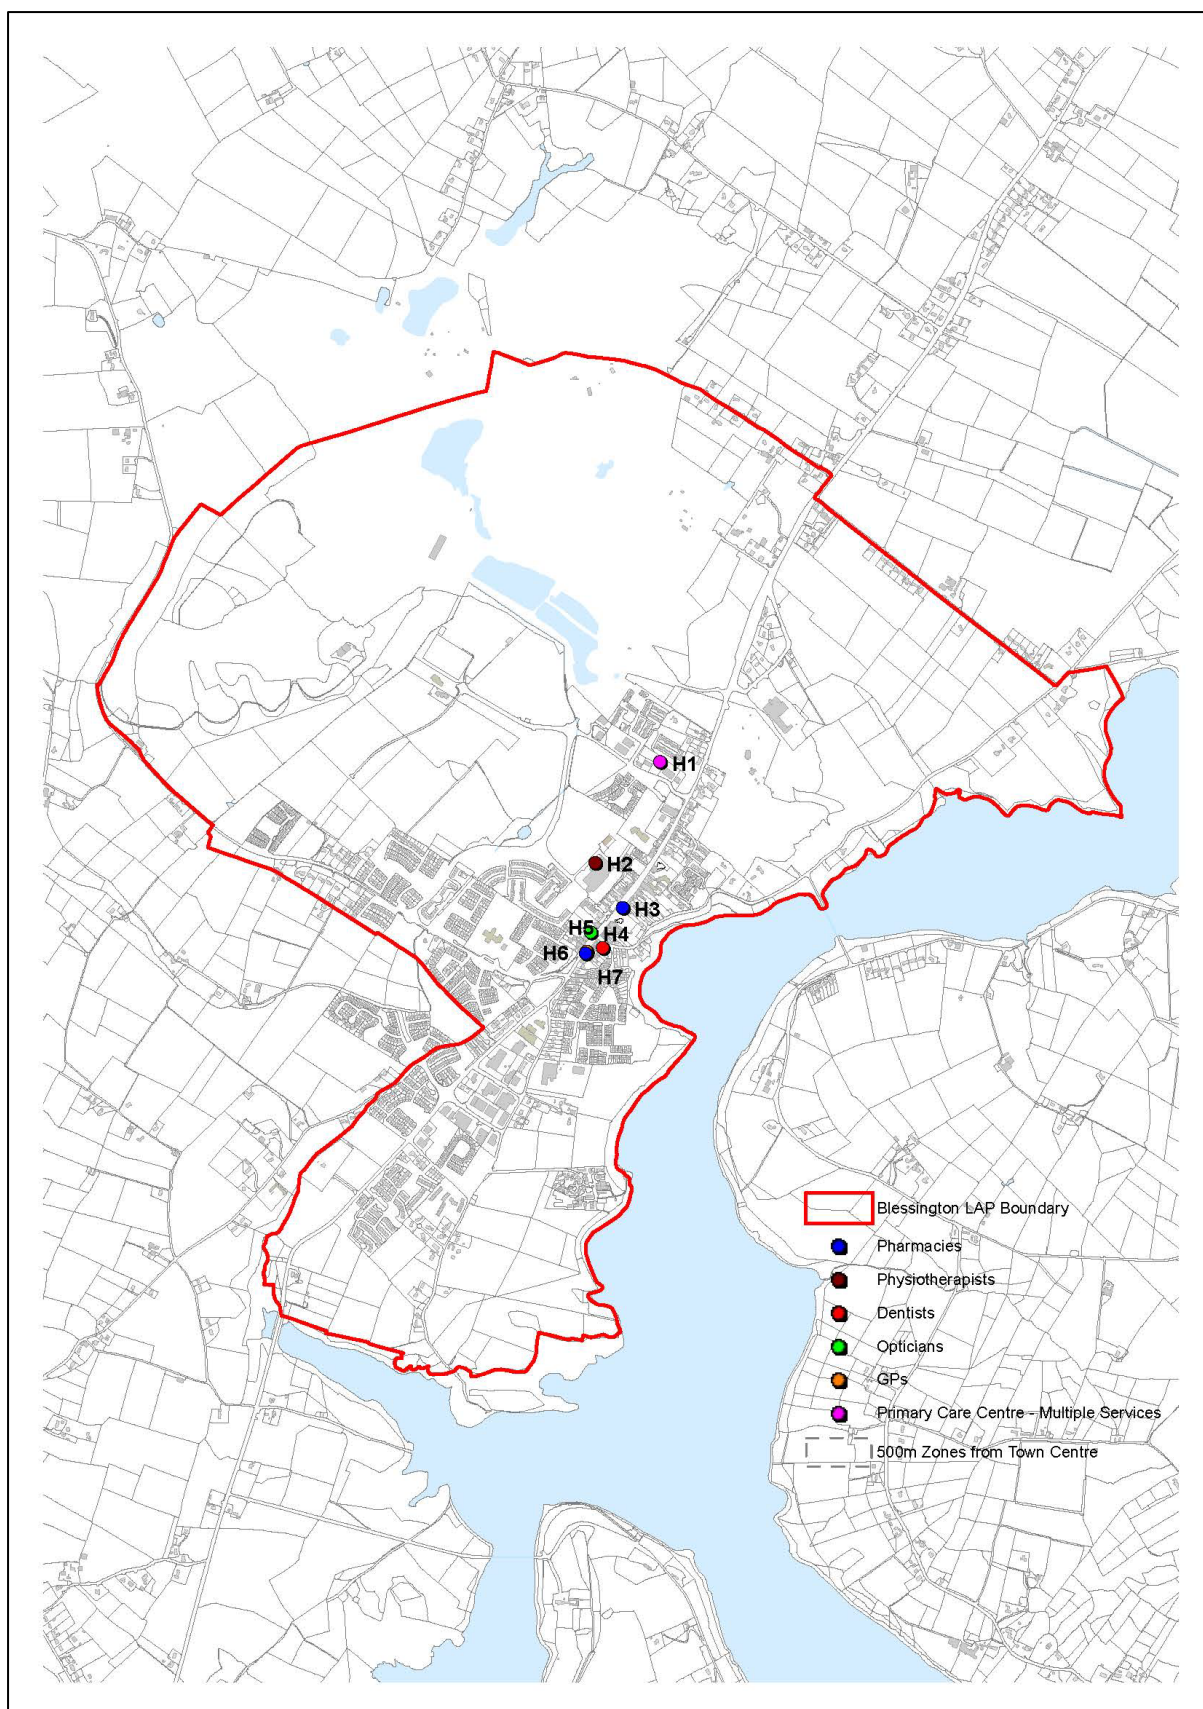 H1
H2
H3
H5
H4
H6
H7
Blessington LAP Boundary
Pharmacies
Physiotherapists
Dentists
Opticians
GPs
Primary Care Centre - Multiple Services
500m Zones from Town Centre